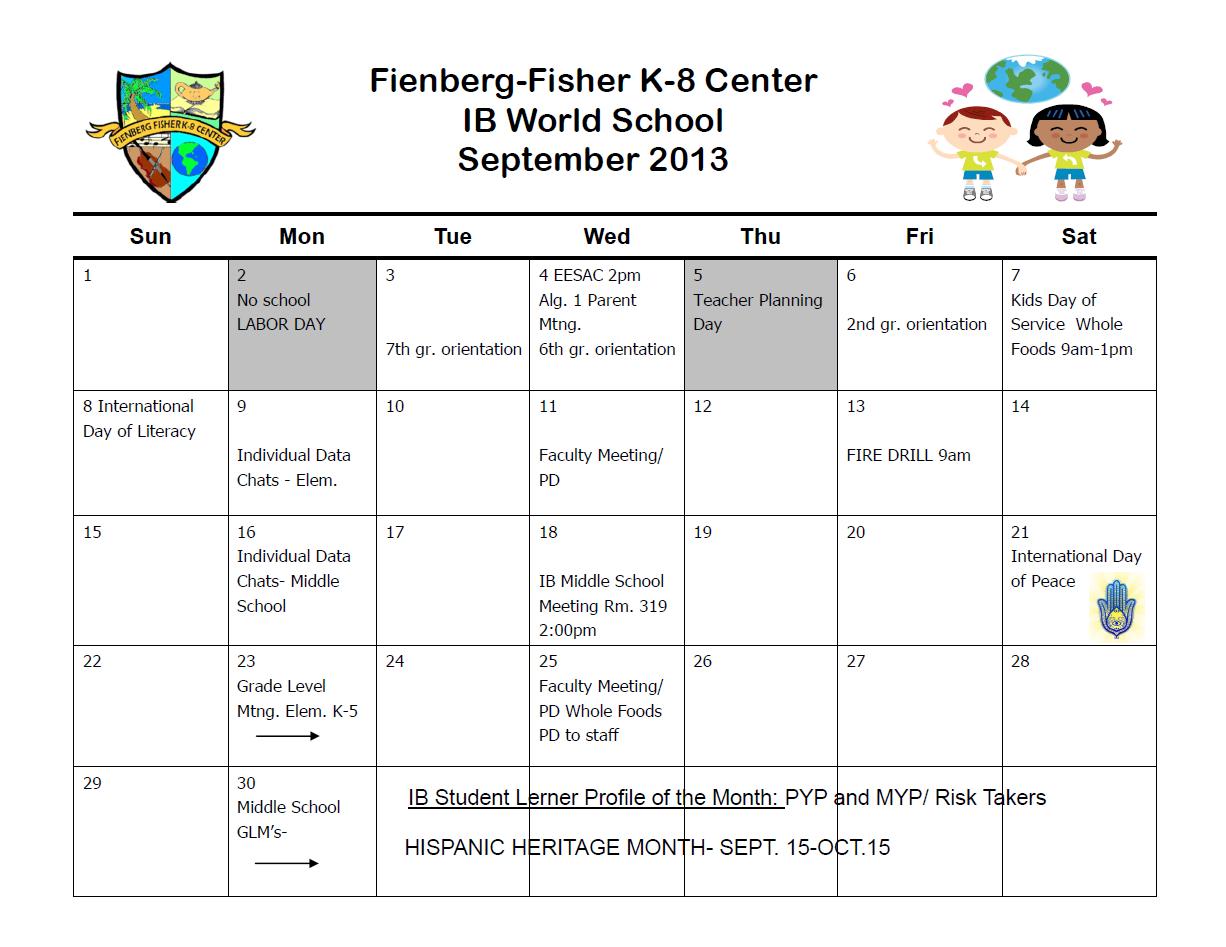 Fienberg-Fisher K-8 Center
IB World School
September 2013
FIENBERG FISHER K-8 CENTER
Sun Mon Tue Wed Thu Fri Sat
1
2
No school
LABOR DAY
3
7th gr. orientation
4 EESAC 2pm
Alg. 1 Parent
Mtng.
6th gr. orientation
5
Teacher Planning
Day
6
2nd gr. orientation
7
Kids Day of
Service Whole
Foods 9am-1pm
8 International
Day of Literacy
9
Individual Data
Chats - Elem.
10
11
Faculty Meeting/
PD
12
13
FIRE DRILL 9am
14
15
16
Individual Data
Chats- Middle
School
17
18
IB Middle School
Meeting Rm. 319
2:00pm
19
20
21
International Day
of Peace
22
23
Grade Level
Mtng. Elem. K-5
24
25
Faculty Meeting/
PD Whole Foods
PD to staff
26
27
28
29
30
Middle School
GLM’s-
IB Student Lerner Profile of the Month: PYP and MYP/ Risk Takers
HISPANIC HERITAGE MONTH- SEPT. 15-OCT.15